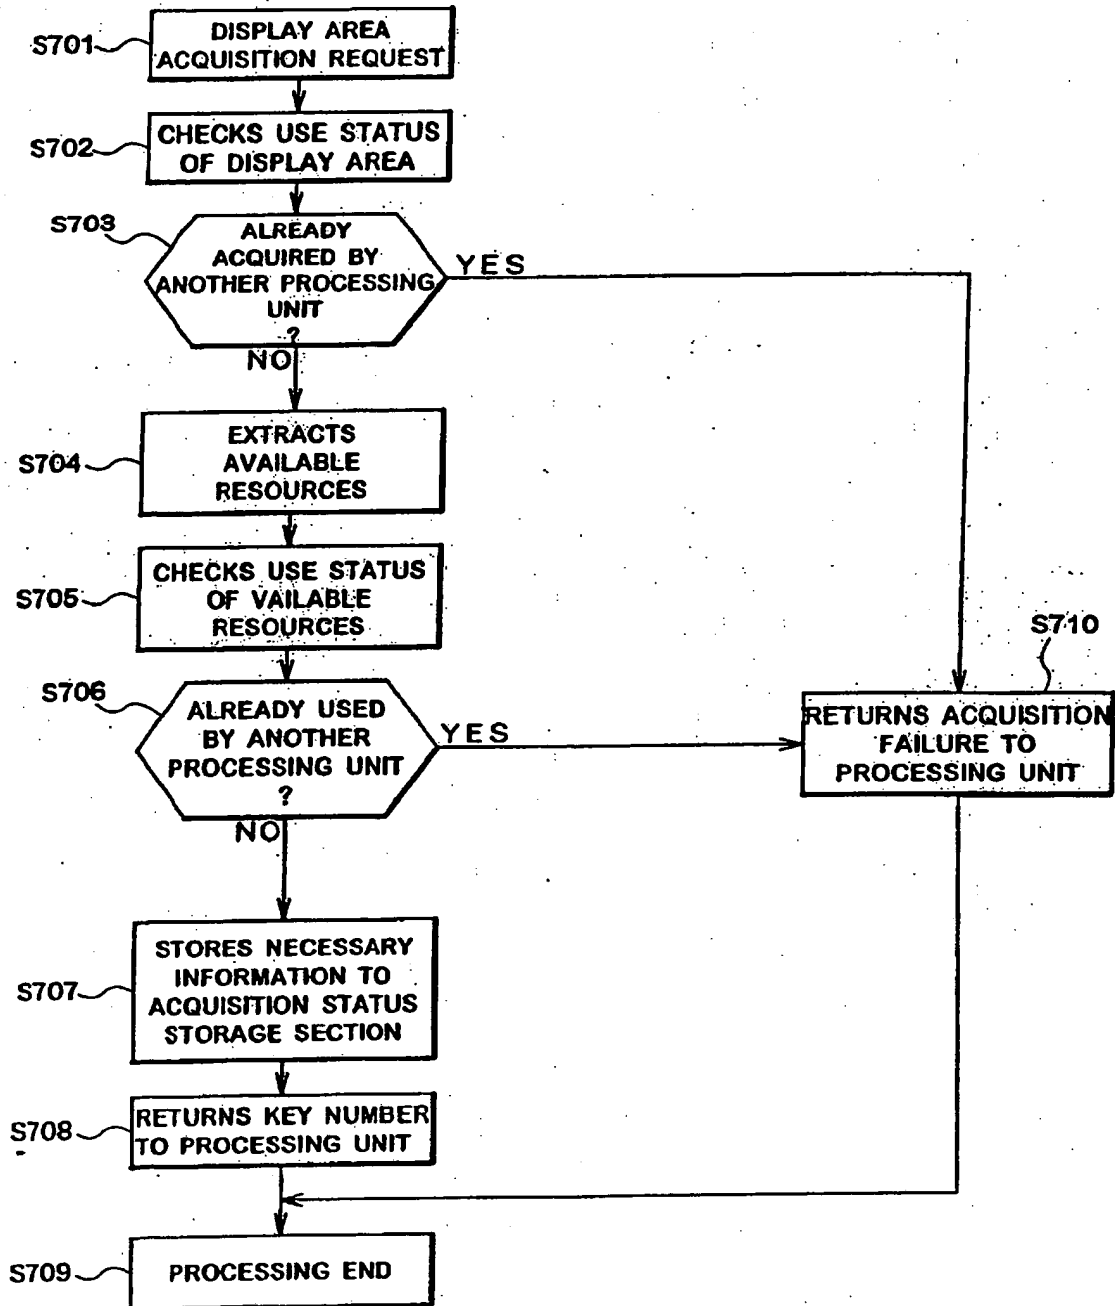 S701
DISPLAY AREA
ACQUISITION REQUEST
S702
CHECKS USE STATUS
OF DISPLAY AREA
S703
ALREADY
ACQUIRED BY
ANOTHER PROCESSING
UNIT
?
YES
NO
S704
EXTRACTS
AVAILABLE
RESOURCES
S705
CHECKS USE STATUS
OF VAILABLE
RESOURCES
S706
ALREADY USED
BY ANOTHER
PROCESSING UNIT
?
YES
NO
S710
RETURNS ACQUISITION
FAILURE TO
PROCESSING UNIT
S707
STORES NECESSARY
INFORMATION TO
ACQUISITION STATUS
STORAGE SECTION
S708
RETURNS KEY NUMBER
TO PROCESSING UNIT
S709
PROCESSING END